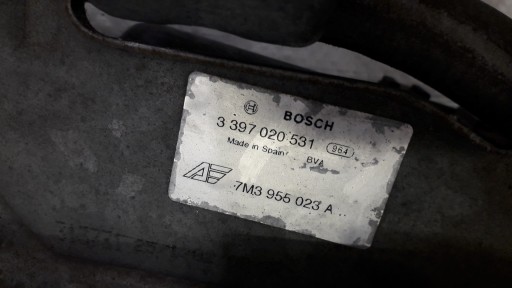 BOSCH
3 397 020 531 964
Made in Spain BVA
7M3 955 023 A